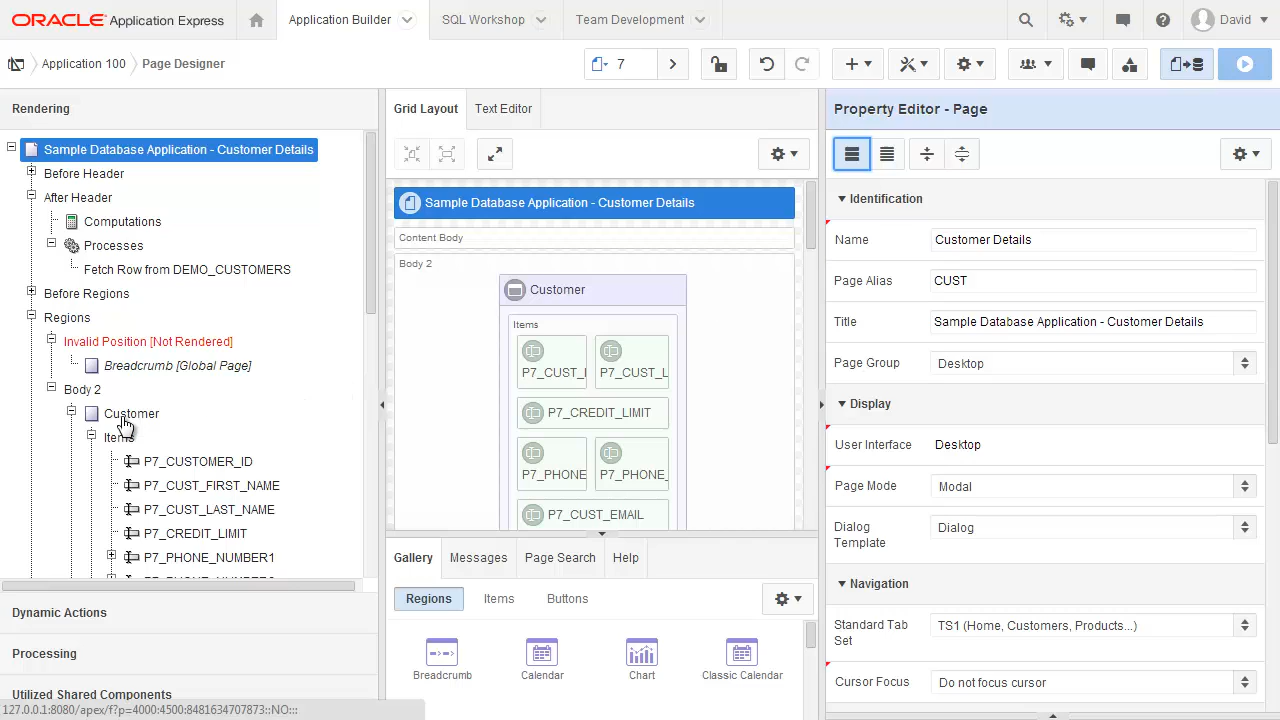 ORACLE Application Express
Application Builder
SQL Workshop
Team Development
David
Application 100
Page Designer
7
Rendering
Sample Database Application - Customer Details
Before Header
After Header
Computations
Processes
Fetch Row from DEMO_CUSTOMERS
Before Regions
Regions
Invalid Position [Not Rendered]
Breadcrumb [Global Page]
Body 2
Customer
Items
P7_CUSTOMER_ID
P7_CUST_FIRST_NAME
P7_CUST_LAST_NAME
P7_CREDIT_LIMIT
P7_PHONE_NUMBER1
Dynamic Actions
Processing
Utilized Shared Components
127.0.0.1:8080/apex/f?p=4000:4500:8481634707873::NO:::
Grid Layout
Text Editor
Sample Database Application - Customer Details
Content Body
Body 2
Customer
Items
P7_CUST_I
P7_CUST_L
P7_CREDIT_LIMIT
P7_PHONE
P7_PHONE_
P7_CUST_EMAIL
Gallery
Messages
Page Search
Help
Regions
Items
Buttons
Breadcrumb
Calendar
Chart
Classic Calendar
Property Editor - Page
Identification
Name
Customer Details
Page Alias
CUST
Title
Sample Database Application - Customer Details
Page Group
Desktop
Display
User Interface
Desktop
Page Mode
Modal
Dialog
Template
Dialog
Navigation
Standard Tab
Set
TS1 (Home, Customers, Products...)
Cursor Focus
Do not focus cursor